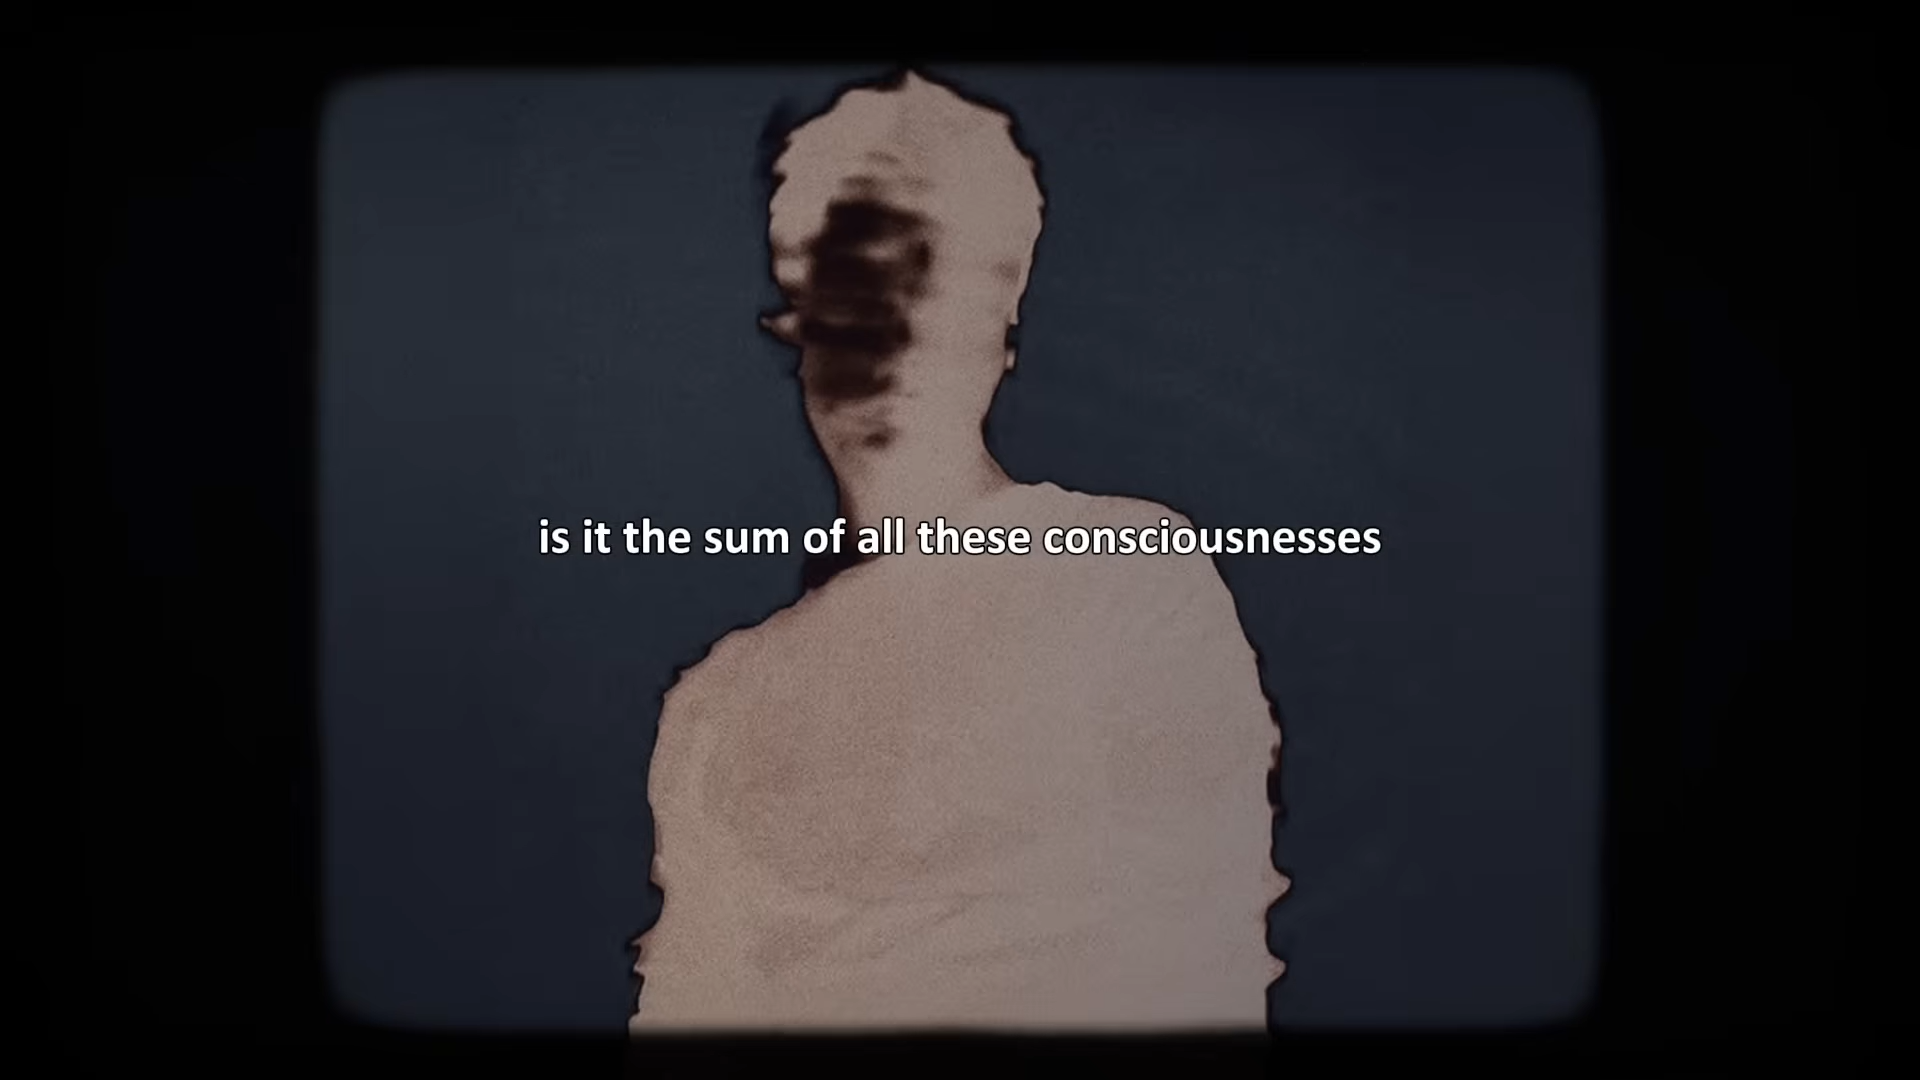 is it the sum of all these consciousnesses